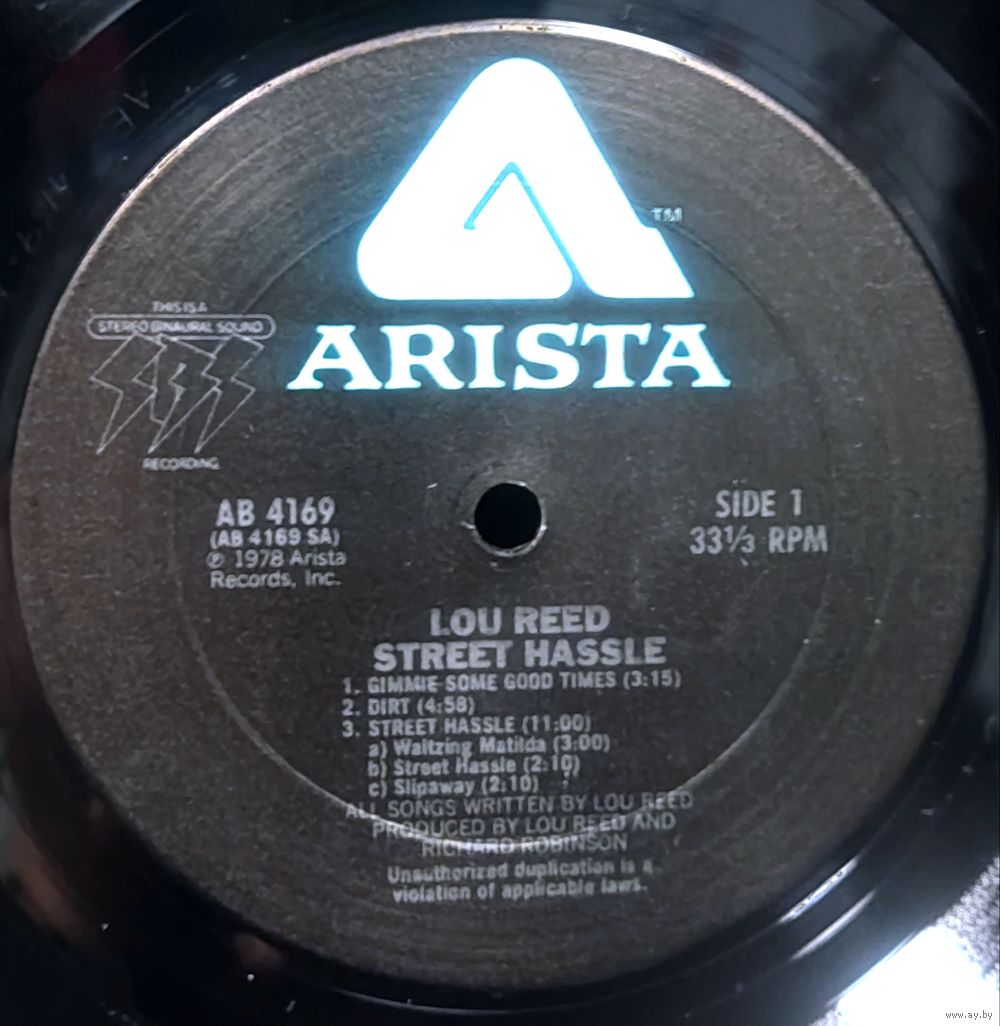 TM
ARISTA
THIS IS A
STEREO BINAURAL SOUND
SBS
RECORDING
AB 4169
(AB 4169 SA)
℗ 1978 Arista
Records, Inc.
SIDE 1
33⅓ RPM
LOU REED
STREET HASSLE
1. GIMMIE SOME GOOD TIMES (3:15)
2. DIRT (4:58)
3. STREET HASSLE (11:00)
a) Waltzing Matilda (3:00)
b) Street Hassle (2:10)
c) Slipaway (2:10)
ALL SONGS WRITTEN BY LOU REED
PRODUCED BY LOU REED AND
RICHARD ROBINSON
Unauthorized duplication is a
violation of applicable laws.
www.ay.by